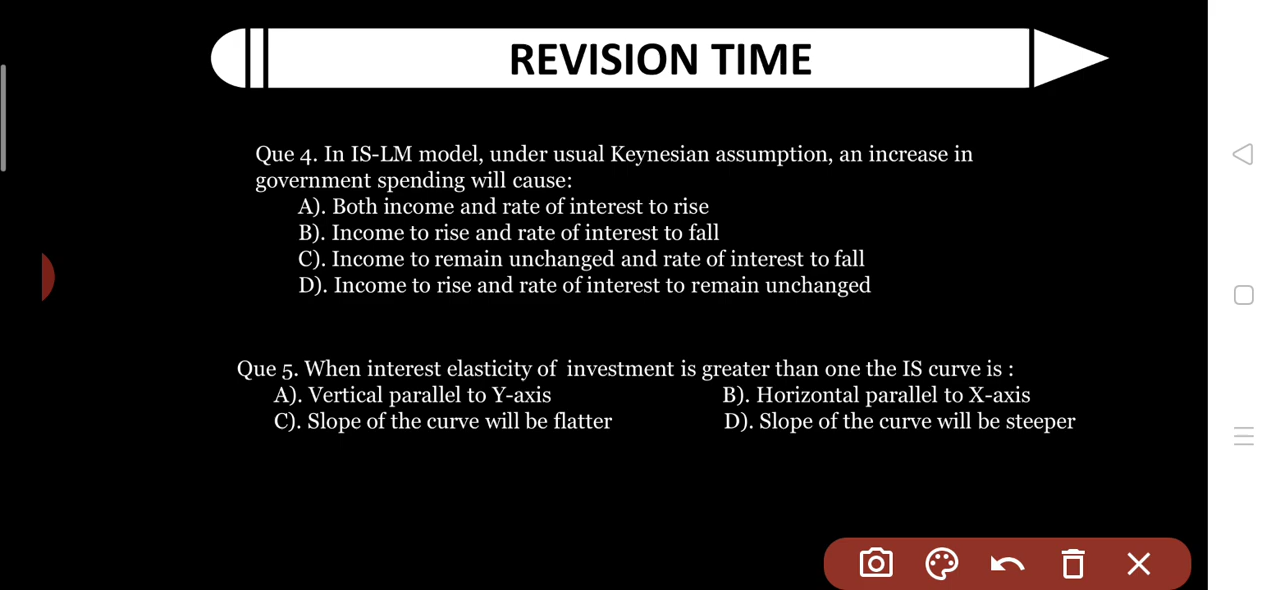 REVISION TIME
Que 4. In IS-LM model, under usual Keynesian assumption, an increase in
government spending will cause:
A). Both income and rate of interest to rise
B). Income to rise and rate of interest to fall
C). Income to remain unchanged and rate of interest to fall
D). Income to rise and rate of interest to remain unchanged
Que 5. When interest elasticity of  investment is greater than one the IS curve is :
A). Vertical parallel to Y-axis B). Horizontal parallel to X-axis
C). Slope of the curve will be flatter D). Slope of the curve will be steeper